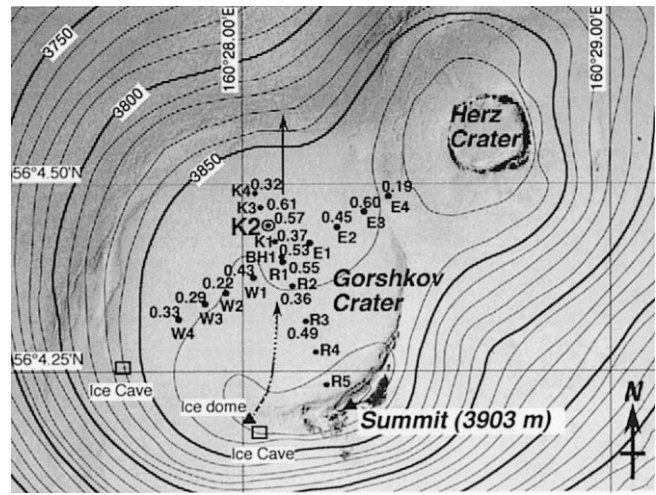 3750
160°28.00'E
160°29.00'E
3800
Herz
Crater
3850
56°4.50'N
0.32
K4
0.19
K3
0.61
0.60
E4
K2
0.57
0.45
E3
K1
0.37
E2
BH1
0.53
E1
R1
0.43
0.55
Gorshkov
Crater
0.22
W1
R2
0.29
W2
0.36
0.33
W3
W4
R3
0.49
R4
56°4.25'N
R5
Ice Cave
Ice dome
Summit (3903 m)
Ice Cave
N